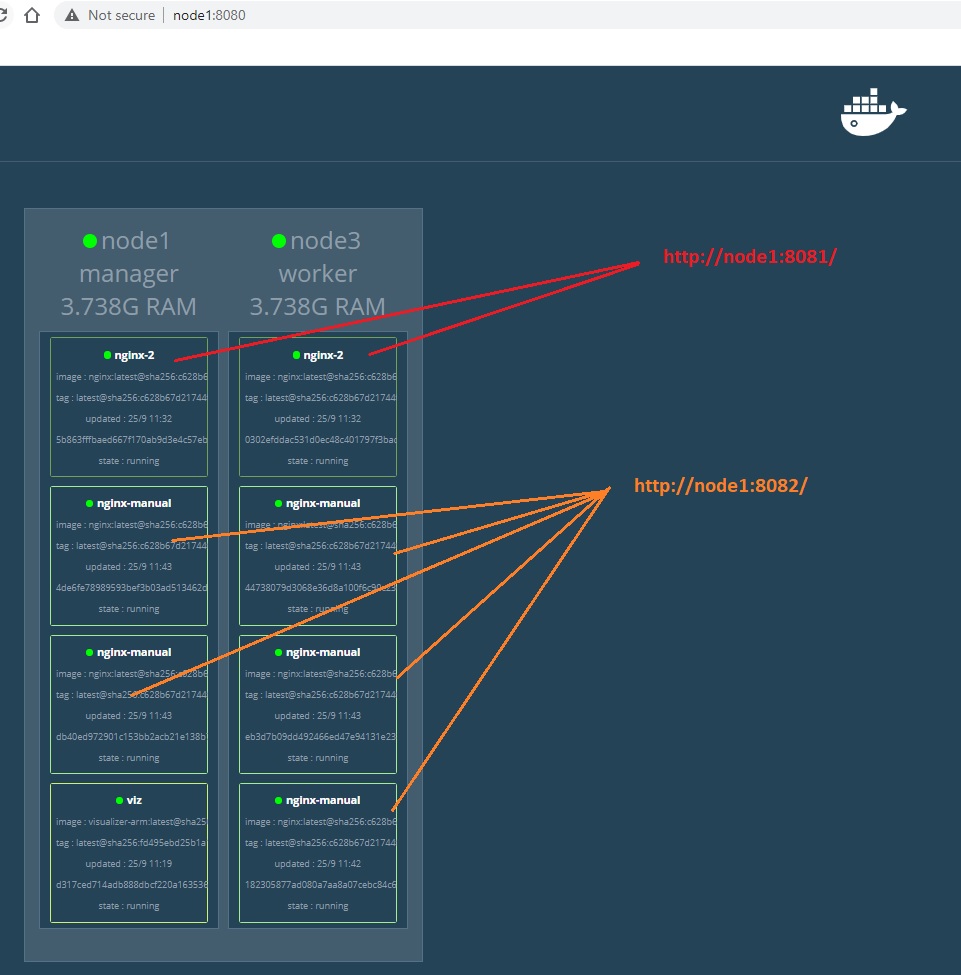 Not secure
node1:8080
node1
manager
3.738G RAM
nginx-2
image : nginx:latest@sha256:c628b6
tag : latest@sha256:c628b67d21744
updated : 25/9 11:32
5b863fffbaed667f170ab9d3e4c57eb
state : running
nginx-manual
image : nginx:latest@sha256:c628b6
tag : latest@sha256:c628b67d21744
updated : 25/9 11:43
4de6fe78989593bef3b03ad513462d
state : running
nginx-manual
image : nginx:latest@sha256:c628b6
tag : latest@sha256:c628b67d21744
updated : 25/9 11:43
db40ed972901c153bb2acb21e138b
state : running
viz
image : visualizer-arm:latest@sha25
tag : latest@sha256:fd495ebd25b1a
updated : 25/9 11:19
d317ced714adb888dbcf220a163536
state : running
node3
worker
3.738G RAM
nginx-2
image : nginx:latest@sha256:c628b6
tag : latest@sha256:c628b67d21744
updated : 25/9 11:32
0302efddac531d0ec48c401797f3bac
state : running
nginx-manual
image : nginx:latest@sha256:c628b6
tag : latest@sha256:c628b67d21744
updated : 25/9 11:43
state : running
nginx-manual
image : nginx:latest@sha256:c628b6
tag : latest@sha256:c628b67d21744
updated : 25/9 11:43
eb3d7b09dd492466ed47e94131e23
state : running
nginx-manual
image : nginx:latest@sha256:c628b6
tag : latest@sha256:c628b67d21744
updated : 25/9 11:42
182305877ad080a7aa8a07cebc84c6
state : running
http://node1:8081/
http://node1:8082/